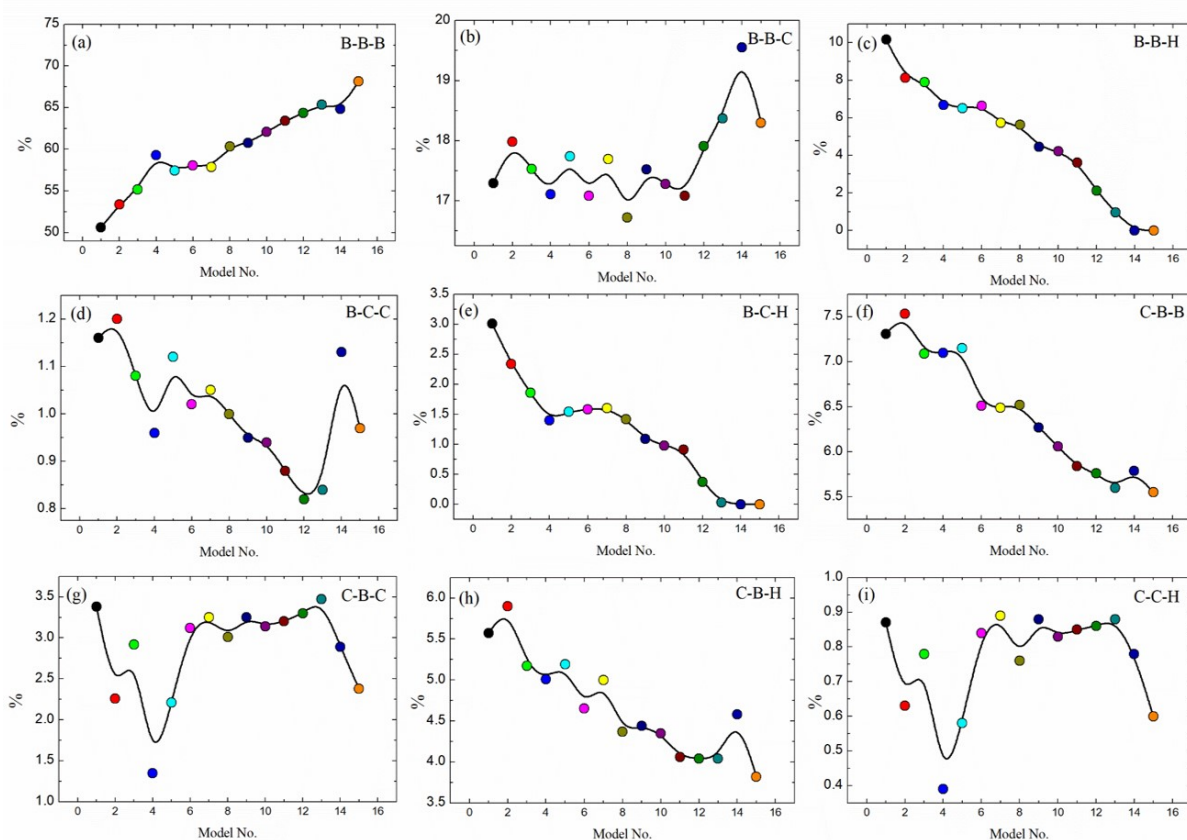 (a) B-B-B
75
70
65
60
55
50
%
0 2 4 6 8 10 12 14 16
Model No.
(b) B-B-C
20
19
18
17
%
0 2 4 6 8 10 12 14 16
Model No.
(c) B-B-H
10
8
6
4
2
0
%
0 2 4 6 8 10 12 14 16
Model No.
(d) B-C-C
1.2
1.1
1.0
0.9
0.8
%
0 2 4 6 8 10 12 14 16
Model No.
(e) B-C-H
3.5
3.0
2.5
2.0
1.5
1.0
0.5
0.0
%
0 2 4 6 8 10 12 14 16
Model No.
(f) C-B-B
7.5
7.0
6.5
6.0
5.5
%
0 2 4 6 8 10 12 14 16
Model No.
(g) C-B-C
3.5
3.0
2.5
2.0
1.5
1.0
%
0 2 4 6 8 10 12 14 16
Model No.
(h) C-B-H
6.0
5.5
5.0
4.5
4.0
3.5
%
0 2 4 6 8 10 12 14 16
Model No.
(i) C-C-H
1.0
0.9
0.8
0.7
0.6
0.5
0.4
%
0 2 4 6 8 10 12 14 16
Model No.